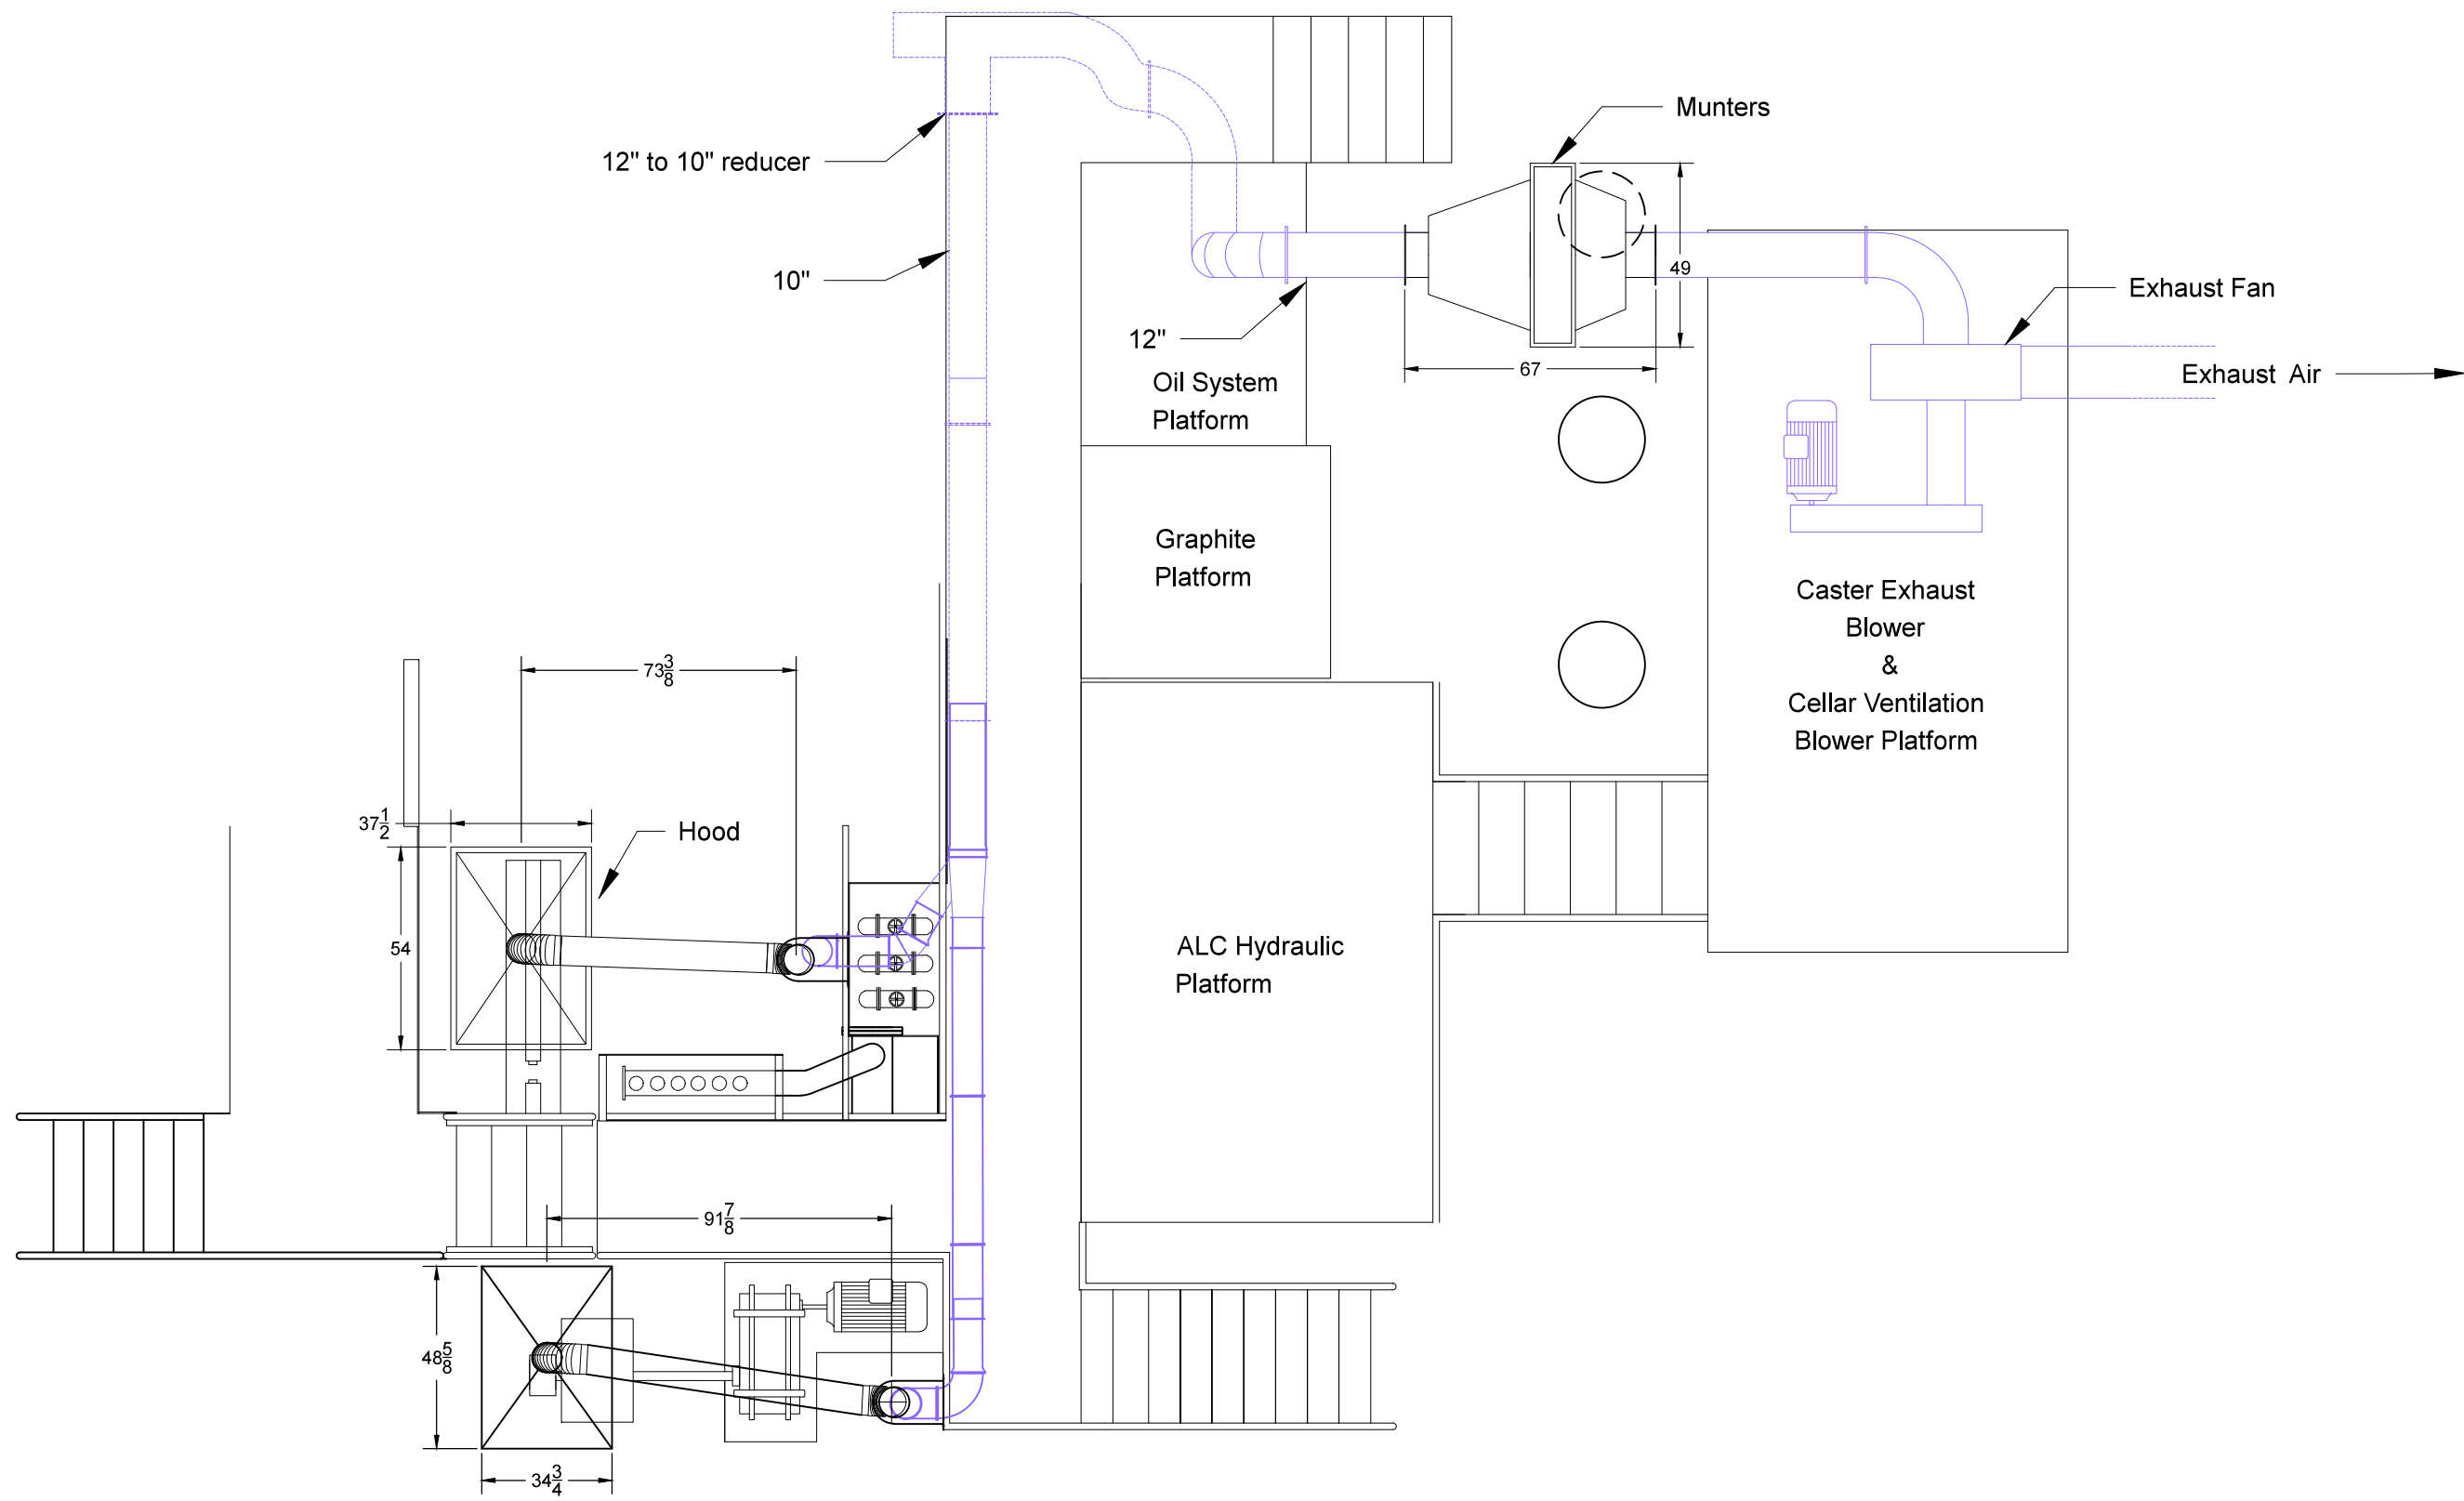 Munters
12" to 10" reducer
49
10"
Exhaust Fan
12"
67
Exhaust Air
Oil System
Platform
Graphite
Platform
Caster Exhaust
Blower
&
Cellar Ventilation
Blower Platform
73 3/8
37 1/2
Hood
54
ALC Hydraulic
Platform
91 7/8
48 5/8
34 3/4